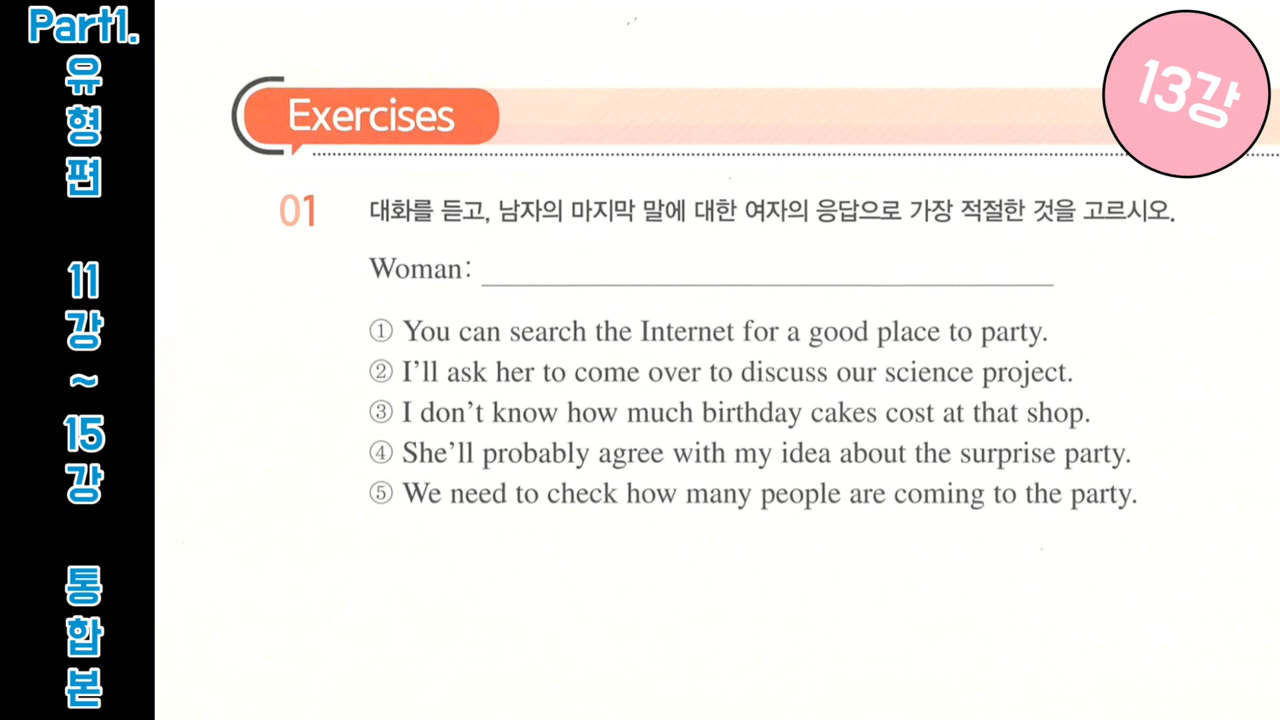 Part1.
유형편
11강~15강
통합본
13강
Exercises
01 대화를 듣고, 남자의 마지막 말에 대한 여자의 응답으로 가장 적절한 것을 고르시오.
Woman:
① You can search the Internet for a good place to party.
② I'll ask her to come over to discuss our science project.
③ I don't know how much birthday cakes cost at that shop.
④ She'll probably agree with my idea about the surprise party.
⑤ We need to check how many people are coming to the party.